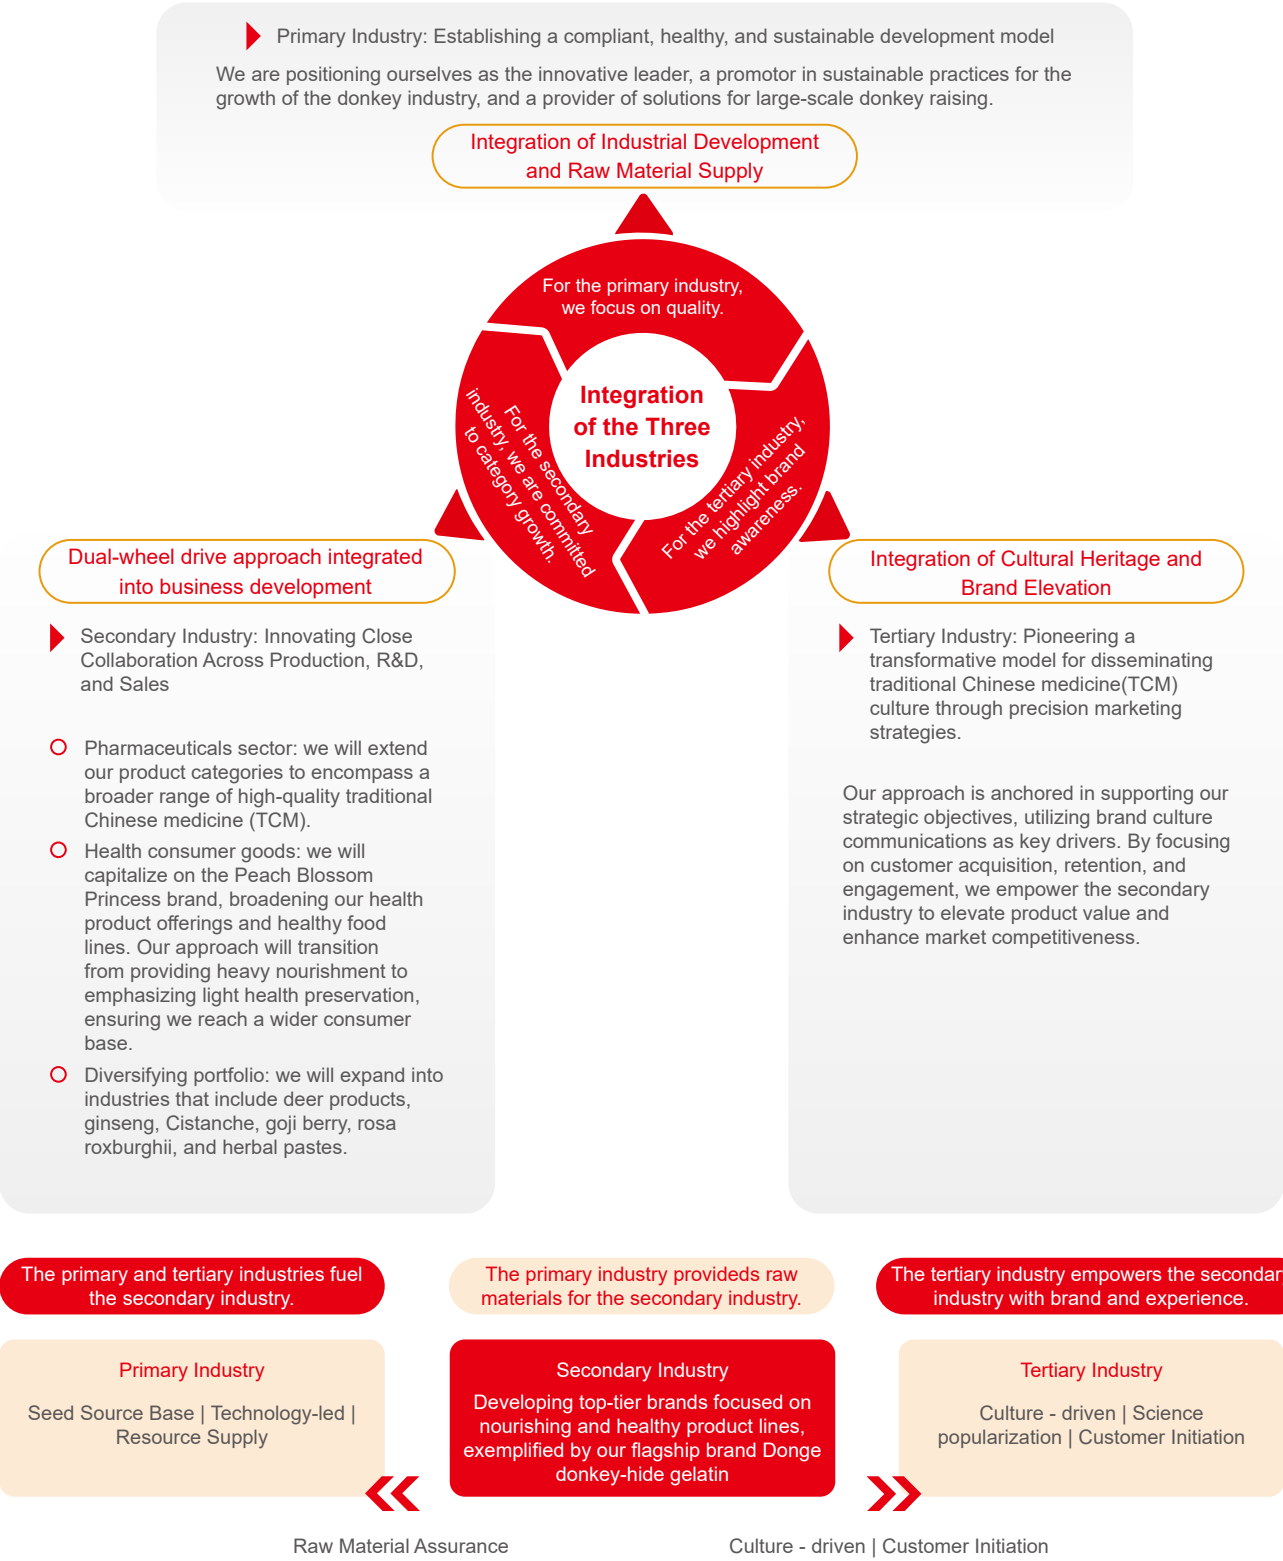 Primary Industry: Establishing a compliant, healthy, and sustainable development model
We are positioning ourselves as the innovative leader, a promotor in sustainable practices for the
growth of the donkey industry, and a provider of solutions for large-scale donkey raising.
Integration of Industrial Development
and Raw Material Supply
For the primary industry,
we focus on quality.
Integration
of the Three
Industries
For the secondary
industry, we are committed
to category growth.
For the tertiary industry,
we highlight brand
awareness.
Dual-wheel drive approach integrated
into business development
Secondary Industry: Innovating Close
Collaboration Across Production, R&D,
and Sales
Pharmaceuticals sector: we will extend
our product categories to encompass a
broader range of high-quality traditional
Chinese medicine (TCM).
Health consumer goods: we will
capitalize on the Peach Blossom
Princess brand, broadening our health
product offerings and healthy food
lines. Our approach will transition
from providing heavy nourishment to
emphasizing light health preservation,
ensuring we reach a wider consumer
base.
Diversifying portfolio: we will expand into
industries that include deer products,
ginseng, Cistanche, goji berry, rosa
roxburghii, and herbal pastes.
Integration of Cultural Heritage and
Brand Elevation
Tertiary Industry: Pioneering a
transformative model for disseminating
traditional Chinese medicine(TCM)
culture through precision marketing
strategies.
Our approach is anchored in supporting our
strategic objectives, utilizing brand culture
communications as key drivers. By focusing
on customer acquisition, retention, and
engagement, we empower the secondary
industry to elevate product value and
enhance market competitiveness.
The primary and tertiary industries fuel
the secondary industry.
The primary industry provideds raw
materials for the secondary industry.
The tertiary industry empowers the secondar
industry with brand and experience.
Primary Industry
Seed Source Base | Technology-led |
Resource Supply
Secondary Industry
Developing top-tier brands focused on
nourishing and healthy product lines,
exemplified by our flagship brand Donge
donkey-hide gelatin
Tertiary Industry
Culture - driven | Science
popularization | Customer Initiation
Raw Material Assurance
Culture - driven | Customer Initiation